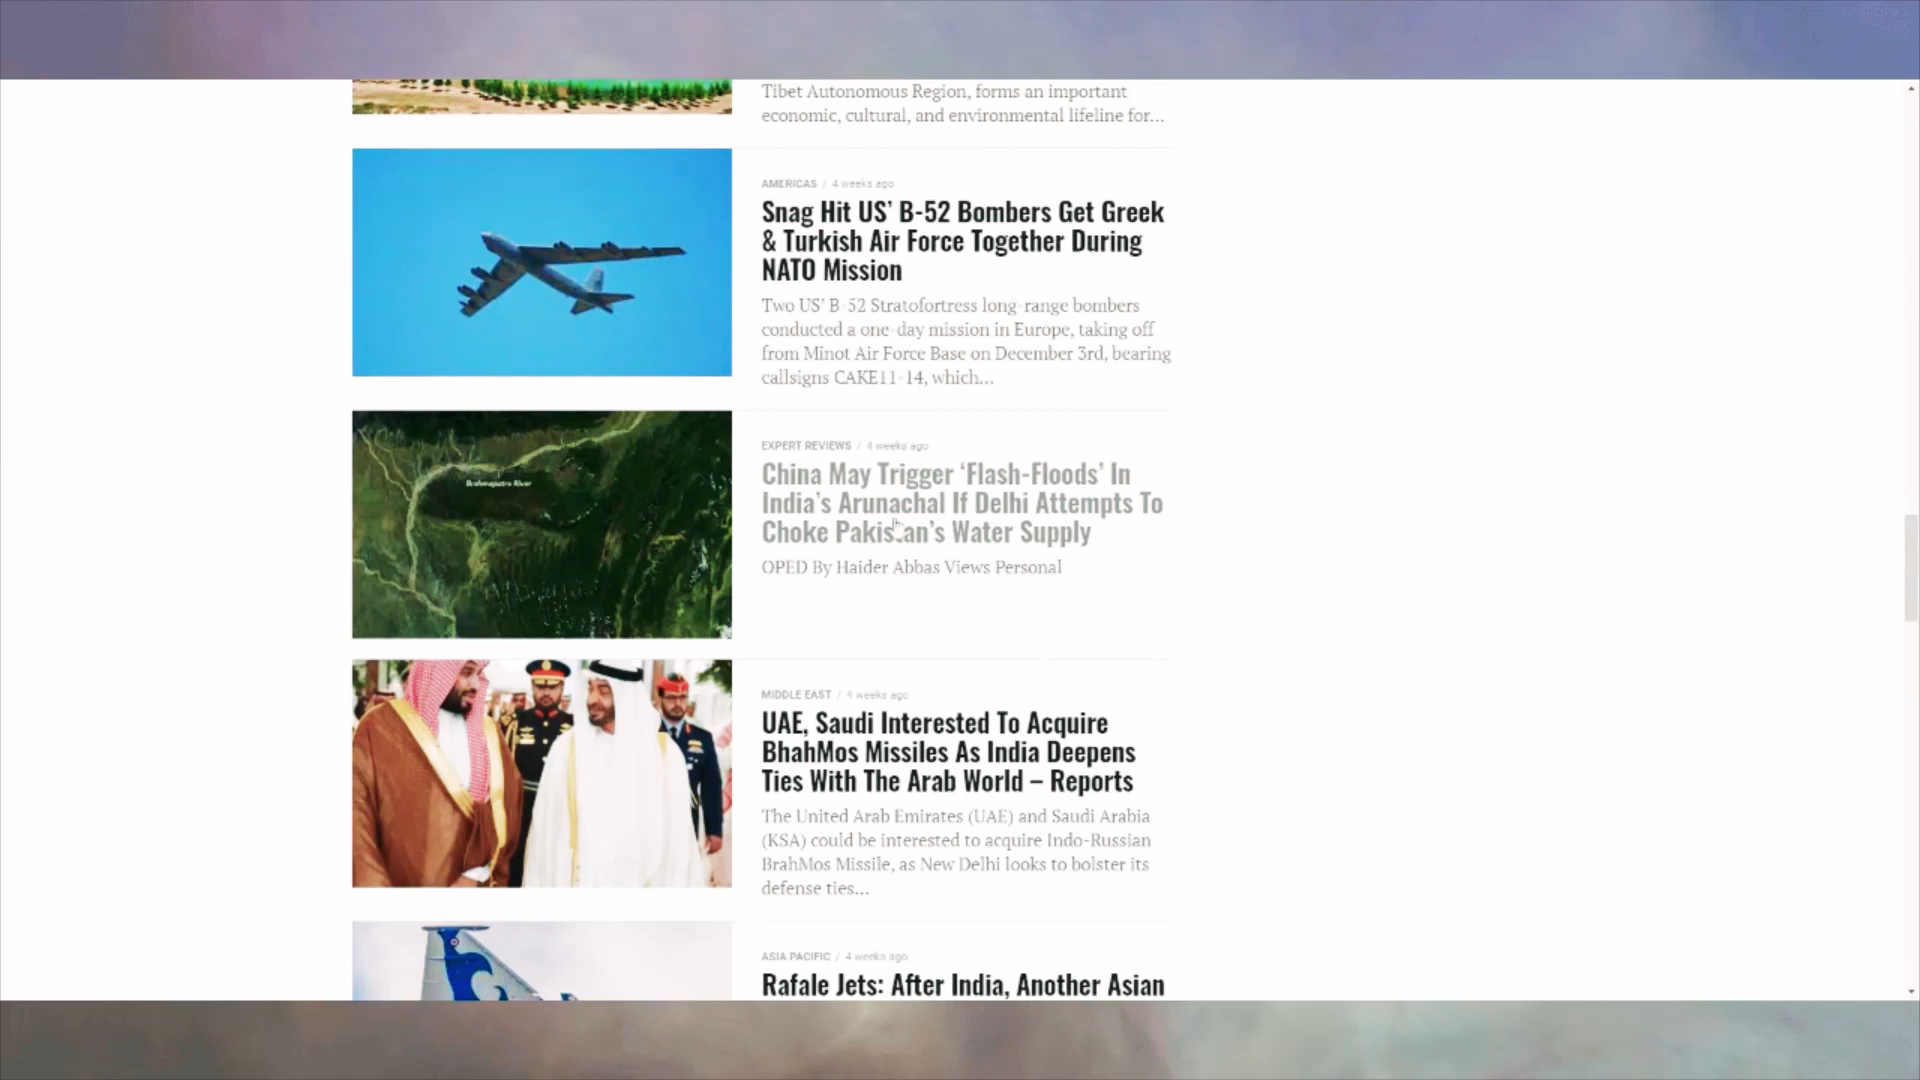 Tibet Autonomous Region, forms an important
economic, cultural, and environmental lifeline for...
AMERICAS / 4 weeks ago
Snag Hit US’ B-52 Bombers Get Greek
& Turkish Air Force Together During
NATO Mission
Two US’ B-52 Stratofortress long-range bombers
conducted a one-day mission in Europe, taking off
from Minot Air Force Base on December 3rd, bearing
callsigns CAKE11-14, which...
Brahmaputra River
EXPERT REVIEWS / 4 weeks ago
China May Trigger ‘Flash-Floods’ In
India’s Arunachal If Delhi Attempts To
Choke Pakistan’s Water Supply
OPED By Haider Abbas Views Personal
MIDDLE EAST / 4 weeks ago
UAE, Saudi Interested To Acquire
BhahMos Missiles As India Deepens
Ties With The Arab World – Reports
The United Arab Emirates (UAE) and Saudi Arabia
(KSA) could be interested to acquire Indo-Russian
BrahMos Missile, as New Delhi looks to bolster its
defense ties...
ASIA PACIFIC / 4 weeks ago
Rafale Jets: After India, Another Asian